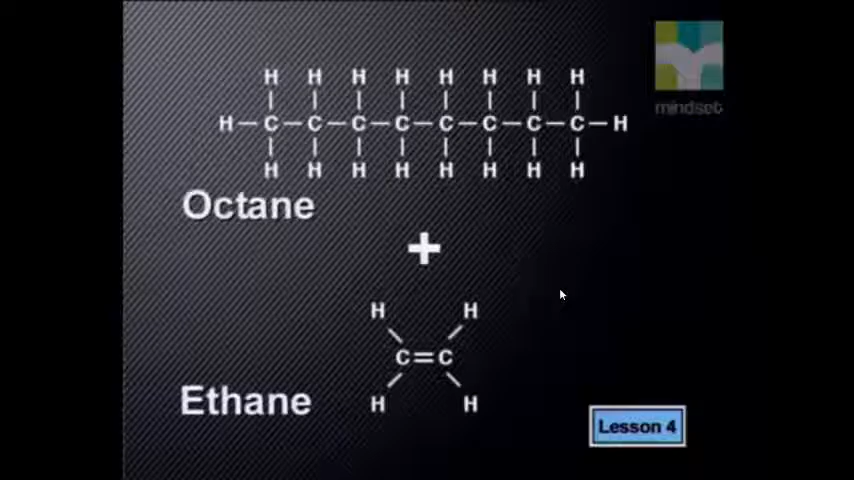 mindset
H H H H H H H H
H—C—C—C—C—C—C—C—C—H
H H H H H H H H
Octane
+
H H
C=C
H H
Ethane
Lesson 4